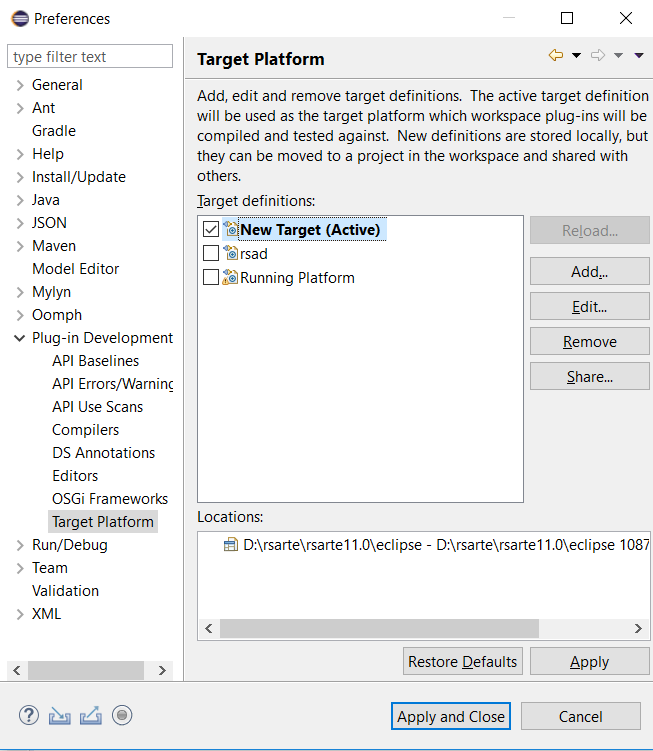 Preferences
type filter text
General
Ant
Gradle
Help
Install/Update
Java
JSON
Maven
Model Editor
Mylyn
Oomph
Plug-in Development
API Baselines
API Errors/Warning
API Use Scans
Compilers
DS Annotations
Editors
OSGi Frameworks
Target Platform
Run/Debug
Team
Validation
XML
Target Platform
Add, edit and remove target definitions. The active target definition
will be used as the target platform which workspace plug-ins will be
compiled and tested against. New definitions are stored locally, but
they can be moved to a project in the workspace and shared with
others.
Target definitions:
New Target (Active)
rsad
Running Platform
Reload...
Add...
Edit...
Remove
Share...
Locations:
D:\rsarte\rsarte11.0\eclipse - D:\rsarte\rsarte11.0\eclipse 1087
Restore Defaults
Apply
Apply and Close
Cancel